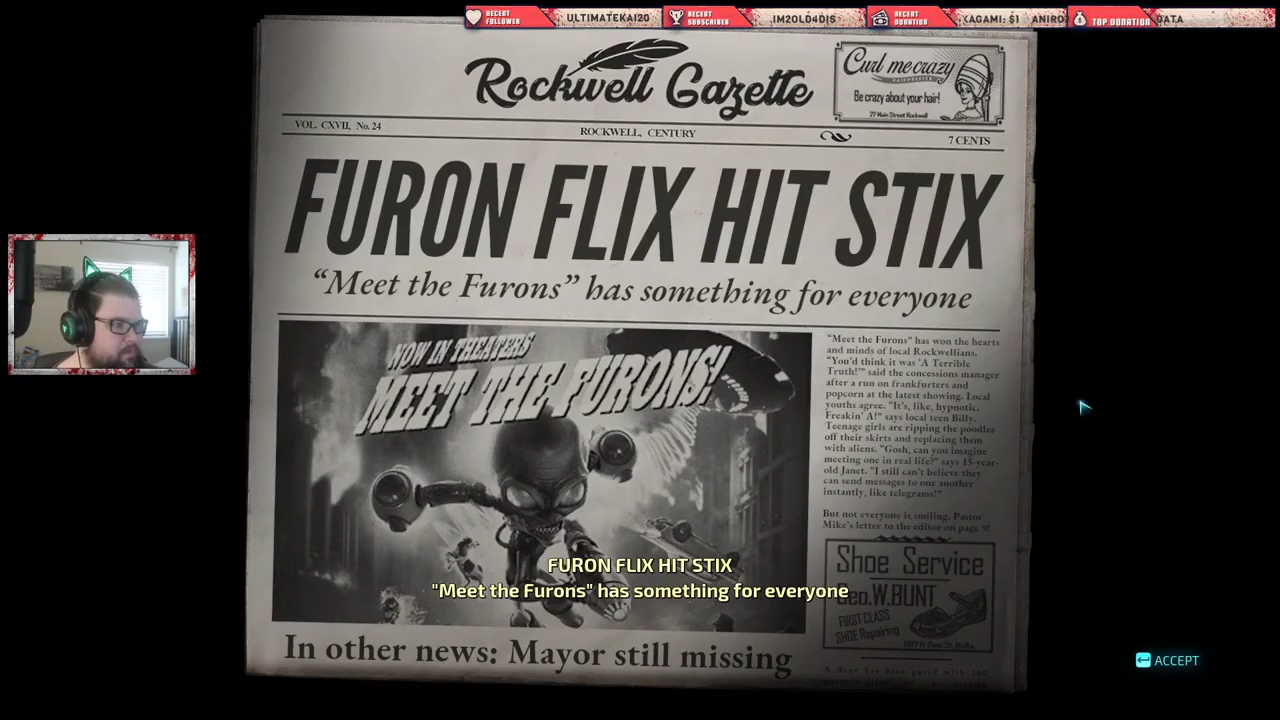 RECENT FOLLOWER
ULTIMATEKAI20
RECENT SUBSCRIBER
IM2OLD4DIS
RECENT DONATION
KAGAMI: $1 ANIRO
TOP DONATION
DATA
Rockwell Gazette
Curl me crazy
Be crazy about your hair!
27 Main Street Rockwell
VOL. CXVII, No. 24
ROCKWELL, CENTURY
7 CENTS
FURON FLIX HIT STIX
“Meet the Furons” has something for everyone
NOW IN THEATERS
MEET THE FURONS!
"Meet the Furons" has won the hearts
and minds of local Rockwellians.
"You'd think it was 'A Terrible
Truth!'" said the concessions manager
after a run on frankfurters and
popcorn at the latest showing. Local
youths agree. "It's, like, hypnotic.
Freakin' A!" says local teen Billy.
Teenage girls are ripping the poodles
off their skirts and replacing them
with aliens. "Gosh, can you imagine
meeting one in real life?" says 15-year-
old Janet. "I still can't believe they
can send messages to one another
instantly, like telegrams!"
But not everyone is smiling. Pastor
Mike's letter to the editor on page
Shoe Service
Geo.W.BUNT
FIRST CLASS
SHOE Repairing
FURON FLIX HIT STIX
"Meet the Furons" has something for everyone
In other news: Mayor still missing
ACCEPT